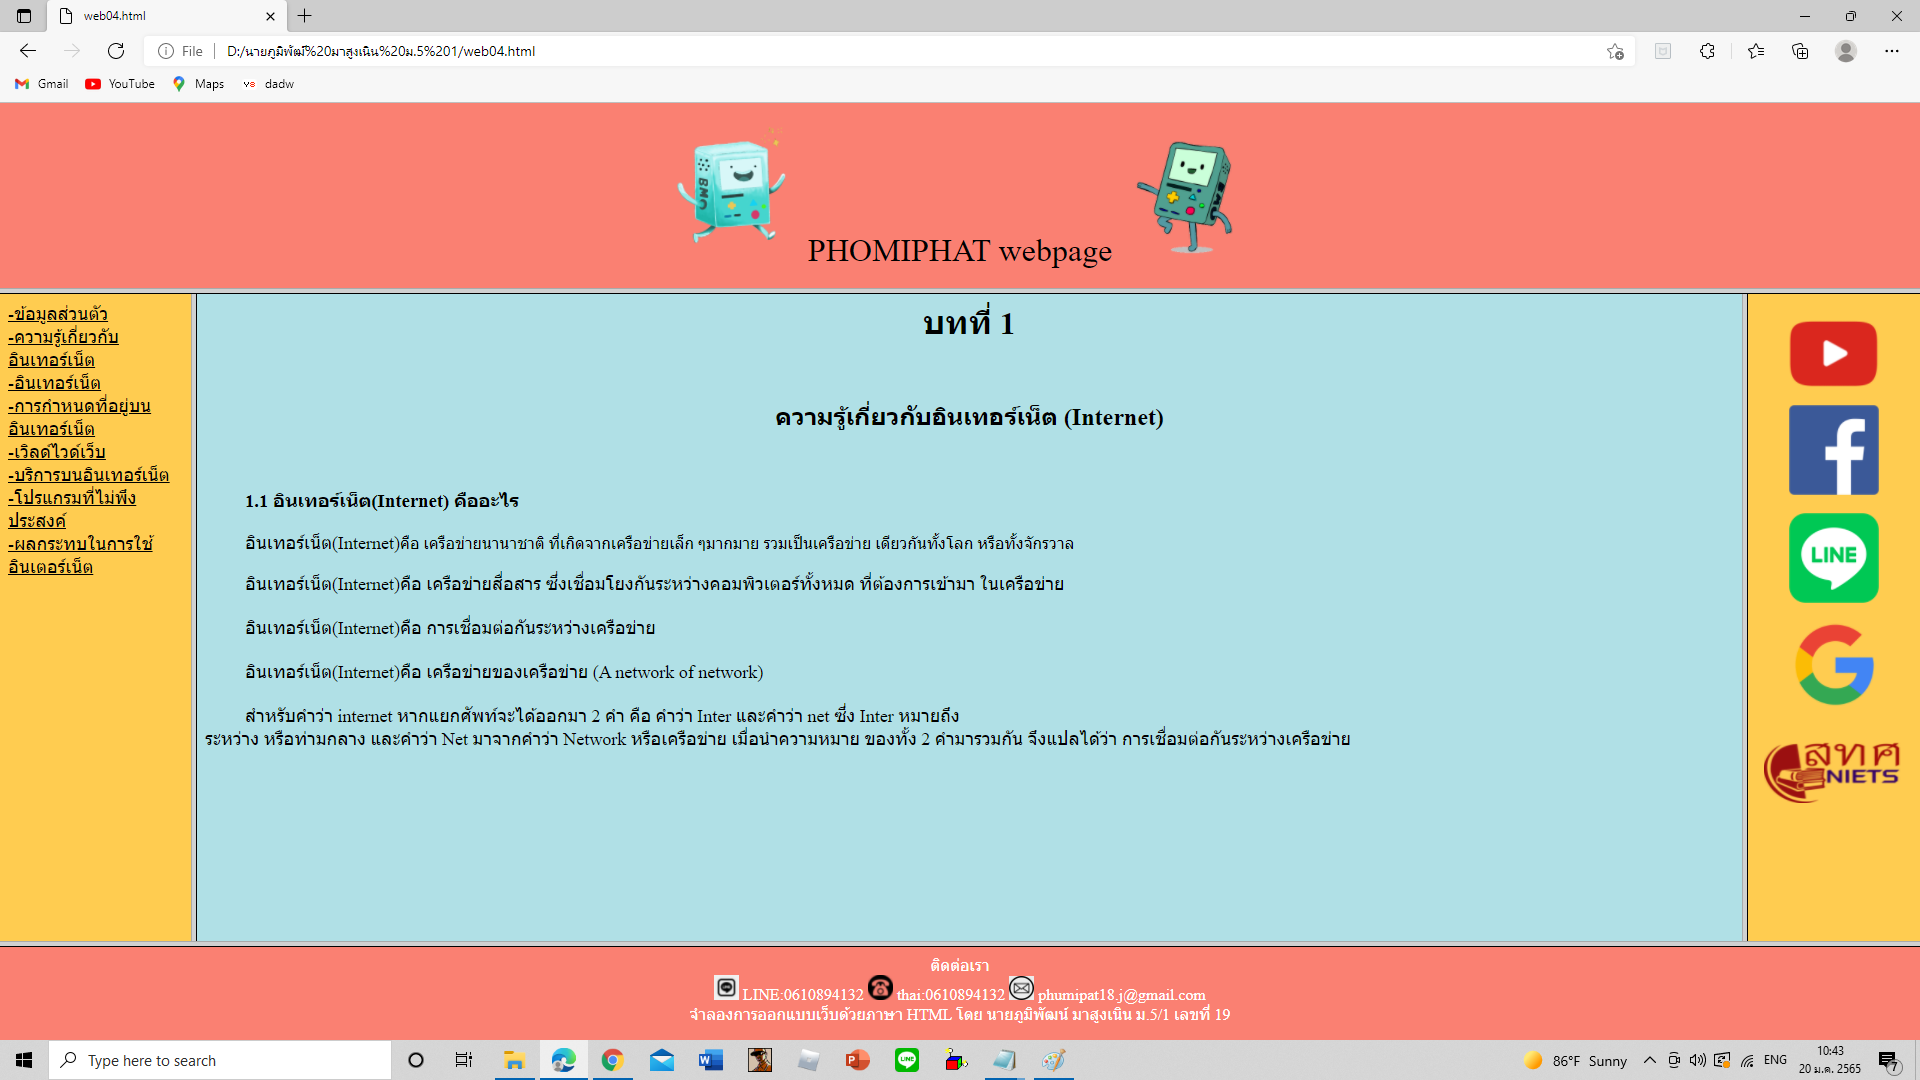 web04.html
File
D:/นายภูมิพัฒ์%20มาสูงเนิน%20ม.5%201/web04.html
Gmail YouTube Maps dadw
BMO
PHOMIPHAT webpage
-ข้อมูลส่วนตัว
-ความรู้เกี่ยวกับ
อินเทอร์เน็ต
-อินเทอร์เน็ต
-การกำหนดที่อยู่บน
อินเทอร์เน็ต
-เวิลด์ไวด์เว็บ
-บริการบนอินเทอร์เน็ต
-โปรแกรมที่ไม่พึง
ประสงค์
-ผลกระทบในการใช้
อินเตอร์เน็ต
บทที่ 1
ความรู้เกี่ยวกับอินเทอร์เน็ต (Internet)
1.1 อินเทอร์เน็ต(Internet) คืออะไร
อินเทอร์เน็ต(Internet)คือ เครือข่ายนานาชาติ ที่เกิดจากเครือข่ายเล็ก ๆมากมาย รวมเป็นเครือข่าย เดียวกันทั้งโลก หรือทั้งจักรวาล
อินเทอร์เน็ต(Internet)คือ เครือข่ายสื่อสาร ซึ่งเชื่อมโยงกันระหว่างคอมพิวเตอร์ทั้งหมด ที่ต้องการเข้ามา ในเครือข่าย
อินเทอร์เน็ต(Internet)คือ การเชื่อมต่อกันระหว่างเครือข่าย
อินเทอร์เน็ต(Internet)คือ เครือข่ายของเครือข่าย (A network of network)
สำหรับคำว่า internet หากแยกศัพท์จะได้ออกมา 2 คำ คือ คำว่า Inter และคำว่า net ซึ่ง Inter หมายถึง
ระหว่าง หรือท่ามกลาง และคำว่า Net มาจากคำว่า Network หรือเครือข่าย เมื่อนำความหมาย ของทั้ง 2 คำมารวมกัน จึงแปลได้ว่า การเชื่อมต่อกันระหว่างเครือข่าย
LINE
สทศ
NIETS
ติดต่อเรา
LINE:0610894132 thai:0610894132 phumipat18.j@gmail.com
จำลองการออกแบบเว็บด้วยภาษา HTML โดย นายภูมิพัฒน์ มาสูงเนิน ม.5/1 เลขที่ 19
Type here to search
86°F Sunny
ENG
10:43
20 ม.ค. 2565
7